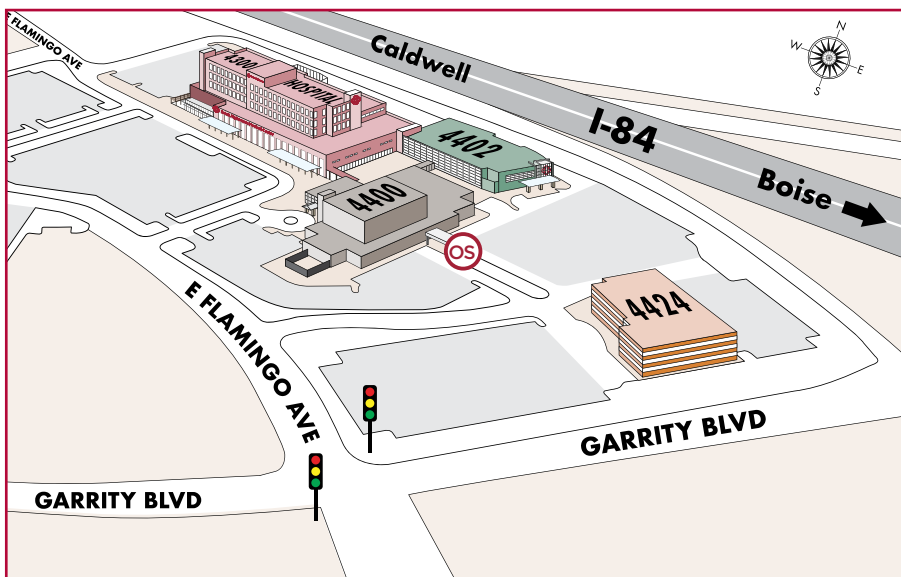 E FLAMINGO AVE
Caldwell
I-84
Boise
N
W
E
S
4300
HOSPITAL
4402
4400
OS
4424
E FLAMINGO AVE
GARRITY BLVD
GARRITY BLVD